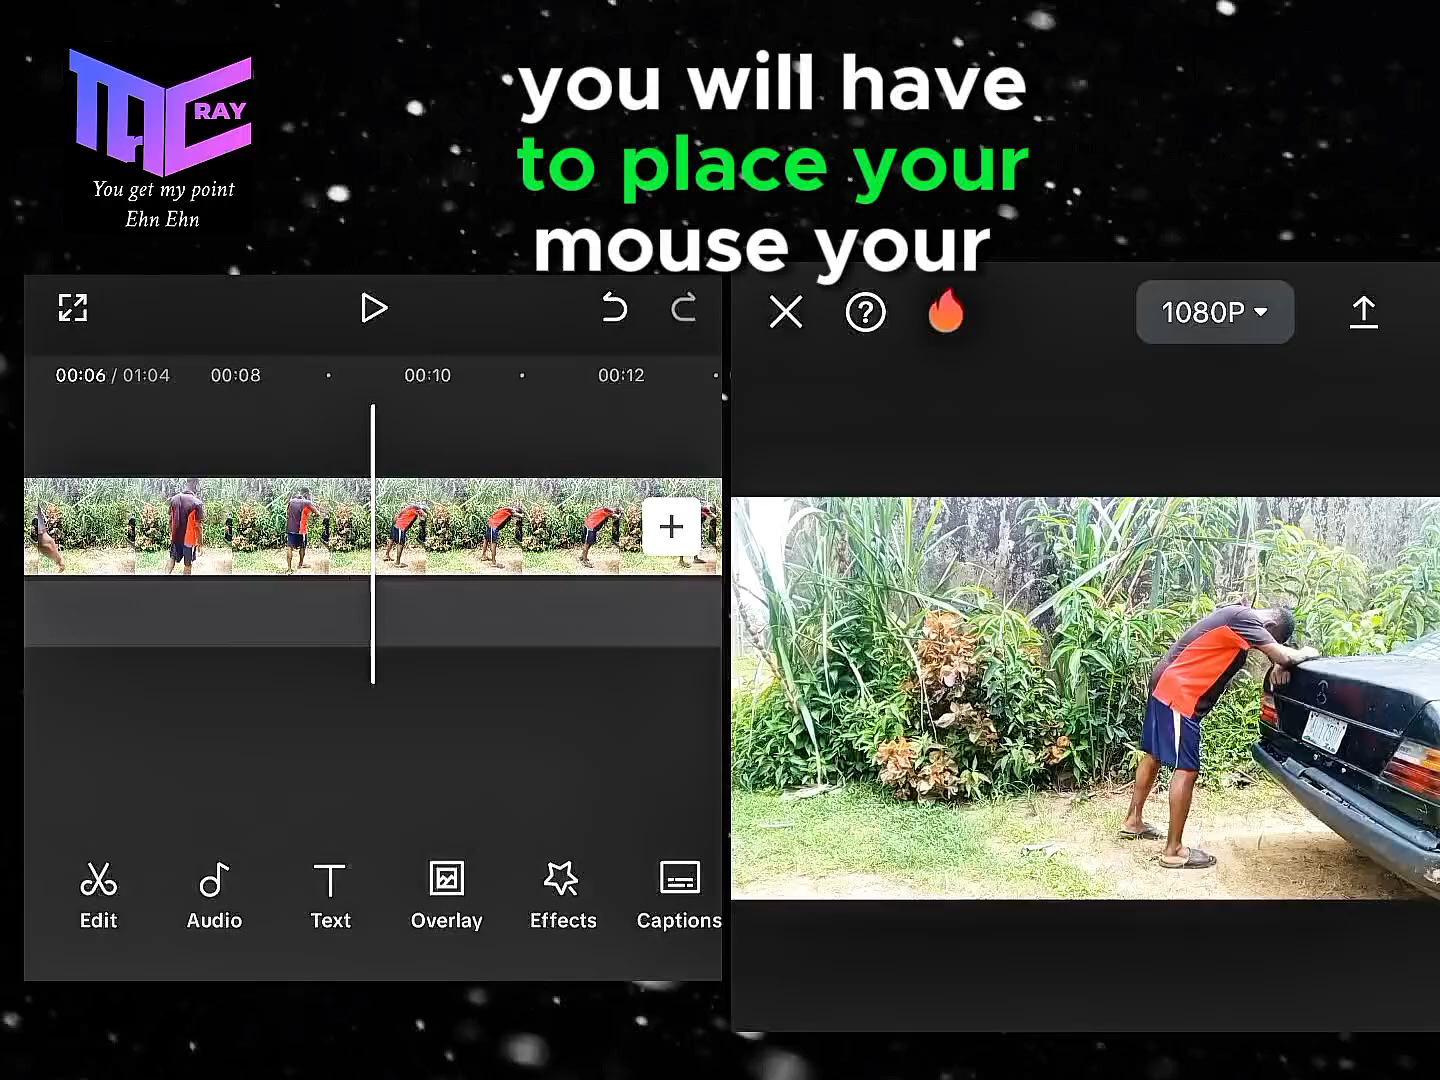 you will have
to place your
mouse your
TAC RAY
You get my point
Ehn Ehn
00:06 / 01:04 00:08 00:10 00:12
1080P
Edit Audio Text Overlay Effects Captions